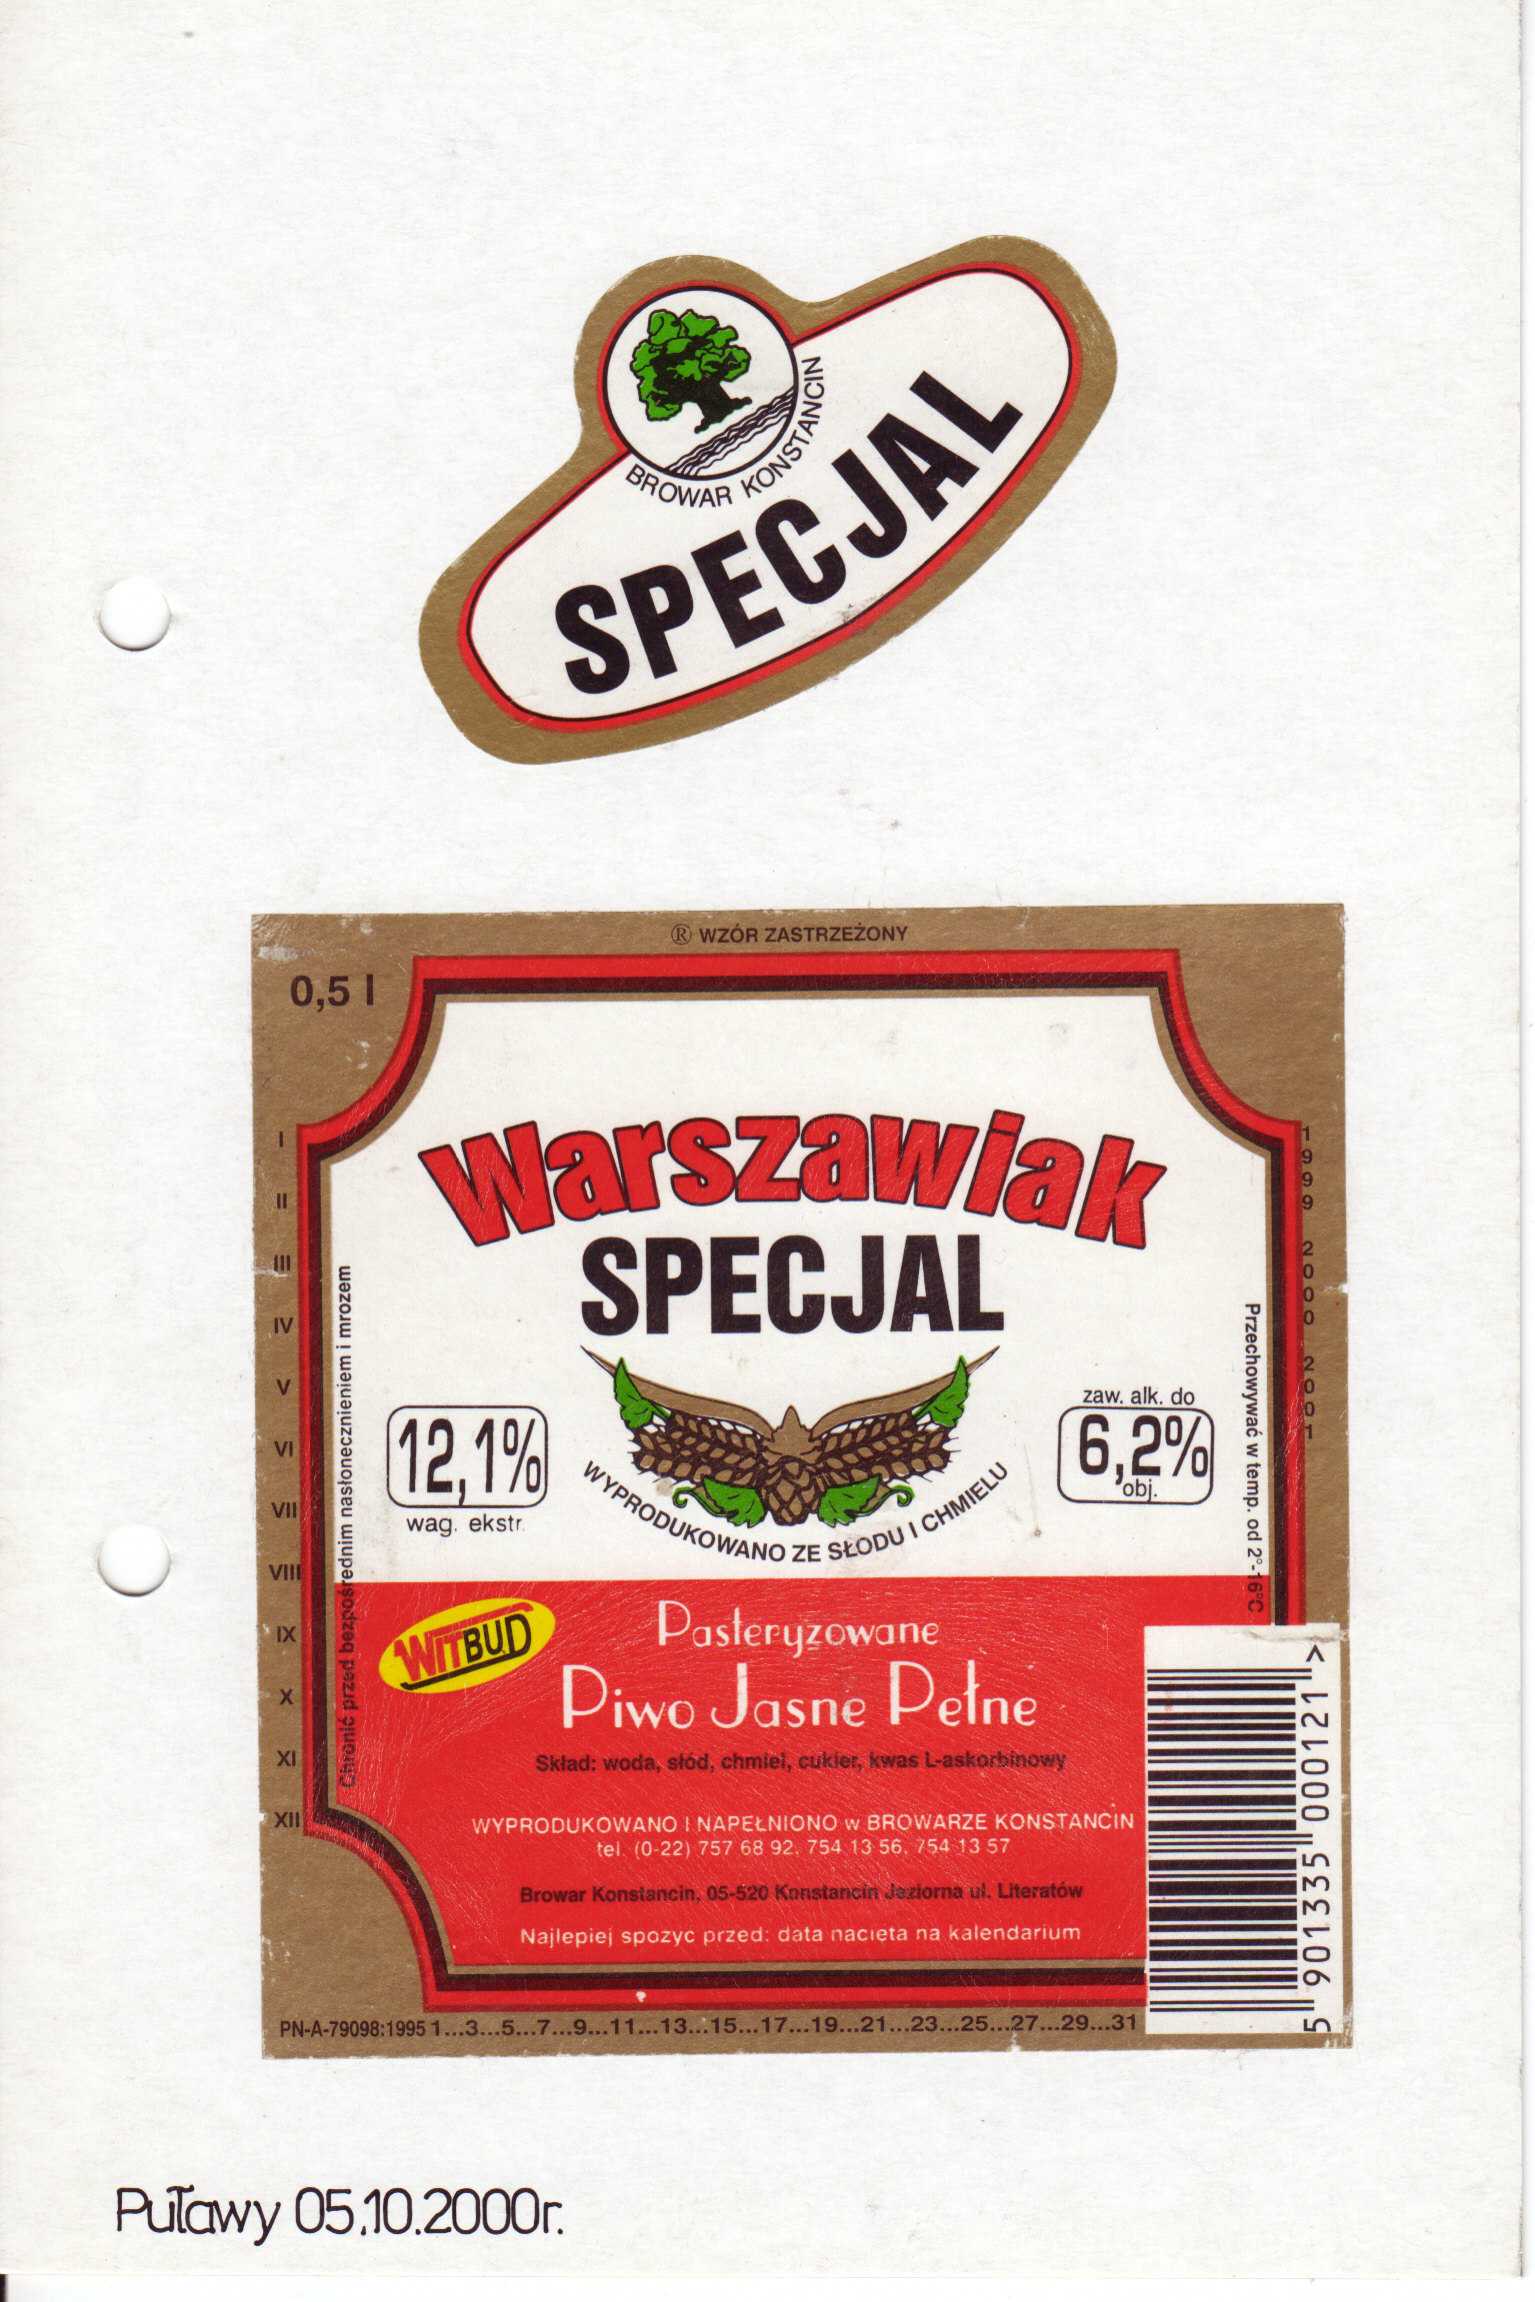 BROWAR KONSTANCIN
SPECJAL
® WZÓR ZASTRZEŻONY
0,5 l
Warszawiak
SPECJAL
12,1%
wag. ekstr.
zaw. alk. do
6,2%
obj.
WYPRODUKOWANO ZE SŁODU I CHMIELU
I
II
III
IV
V
VI
VII
VIII
IX
X
XI
XII
Chronić przed bezpośrednim nasłonecznieniem i mrozem
Przechowywać w temp. od 2°-16°C
1999 2000 2001
WITBUD
Pasteryzowane
Piwo Jasne Pełne
Skład: woda, słód, chmiel, cukier, kwas L-askorbinowy
WYPRODUKOWANO I NAPEŁNIONO w BROWARZE KONSTANCIN
tel. (0-22) 757 68 92, 754 13 56, 754 13 57
Browar Konstancin, 05-520 Konstancin Jeziorna ul. Literatów
Najlepiej spożyć przed: data nacięta na kalendarium
5 901335 000121 >
PN-A-79098:1995 1...3...5...7...9...11...13...15...17...19...21...23...25...27...29...31
Puławy 05.10.2000r.